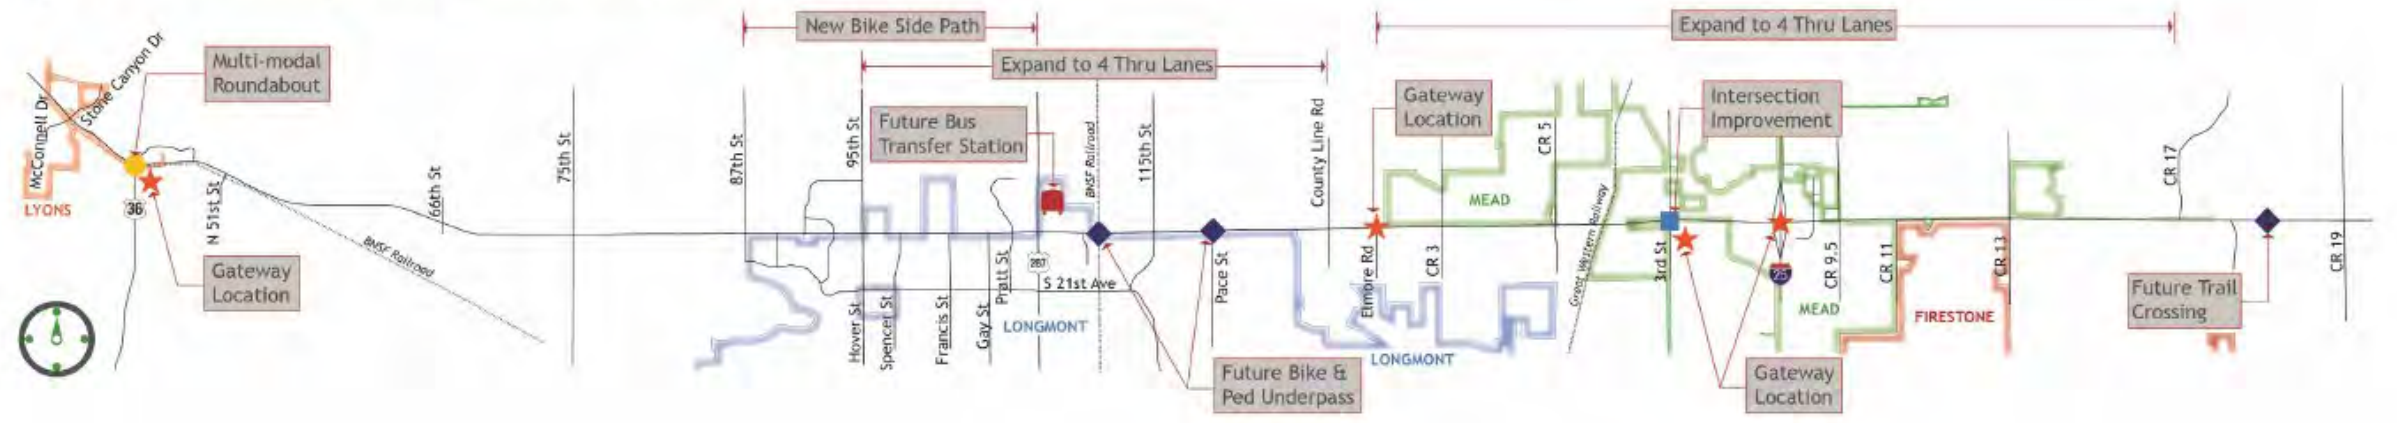 New Bike Side Path
Expand to 4 Thru Lanes
Expand to 4 Thru Lanes
Multi-modal
Roundabout
Stone Canyon Dr
McConnell Dr
LYONS
36
Gateway
Location
N 51st St
BNSF Railroad
66th St
75th St
87th St
95th St
Future Bus
Transfer Station
BNSF Railroad
115th St
County Line Rd
Gateway
Location
CR 5
MEAD
Intersection
Improvement
CR 17
Hover St
Spencer St
Francis St
Gay St
Pratt St
287
S 21st Ave
LONGMONT
Pace St
Future Bike &
Ped Underpass
Elmore Rd
CR 3
LONGMONT
Great Western Railway
3rd St
25
Gateway
Location
CR 9.5
MEAD
CR 11
FIRESTONE
CR 13
Future Trail
Crossing
CR 19